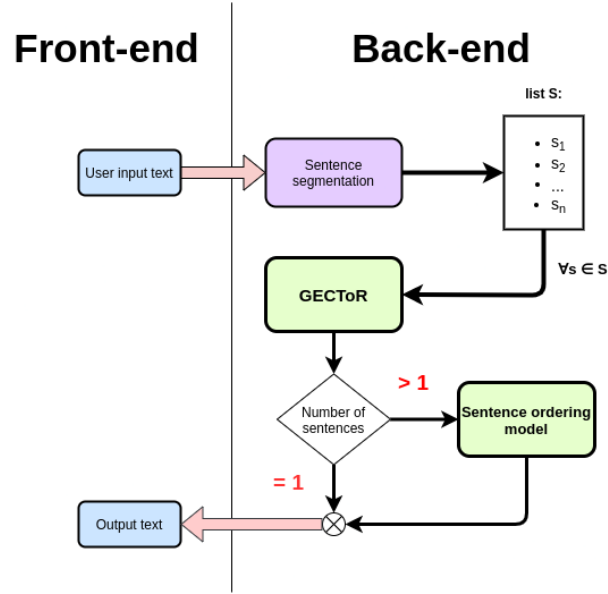 Front-end
Back-end
list S:
User input text
Sentence
segmentation
• s1
• s2
• ...
• sn
∀s ∈ S
GECToR
> 1
Number of
sentences
Sentence ordering
model
= 1
Output text